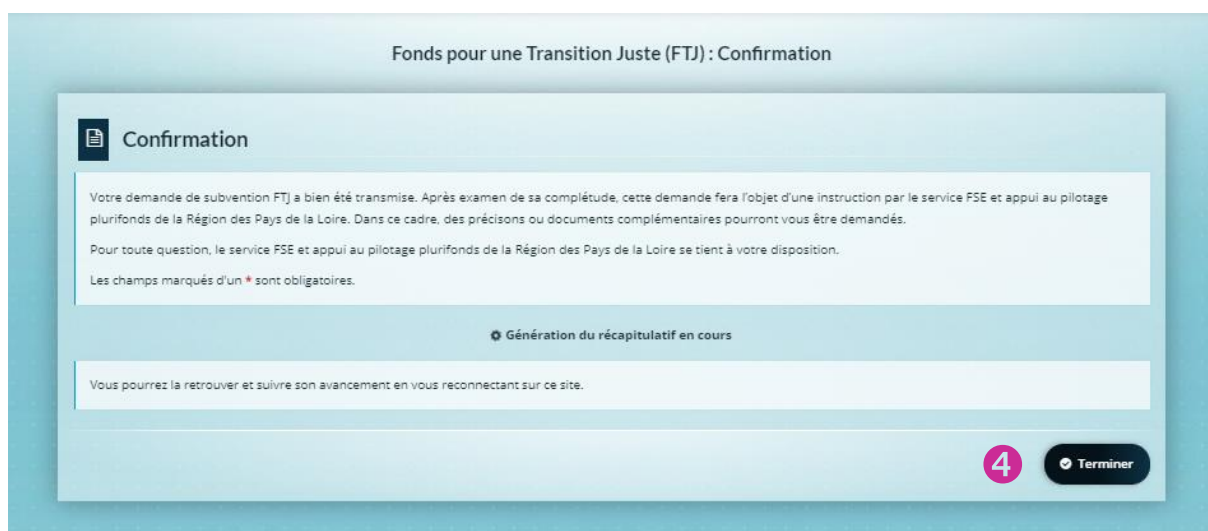 Fonds pour une Transition Juste (FTJ) : Confirmation
Confirmation
Votre demande de subvention FTJ a bien été transmise. Après examen de sa complétude, cette demande fera l'objet d'une instruction par le service FSE et appui au pilotage
plurifonds de la Région des Pays de la Loire. Dans ce cadre, des précisons ou documents complémentaires pourront vous être demandés.
Pour toute question, le service FSE et appui au pilotage plurifonds de la Région des Pays de la Loire se tient à votre disposition.
Les champs marqués d'un * sont obligatoires.
Génération du récapitulatif en cours
Vous pourrez la retrouver et suivre son avancement en vous reconnectant sur ce site.
4 Terminer